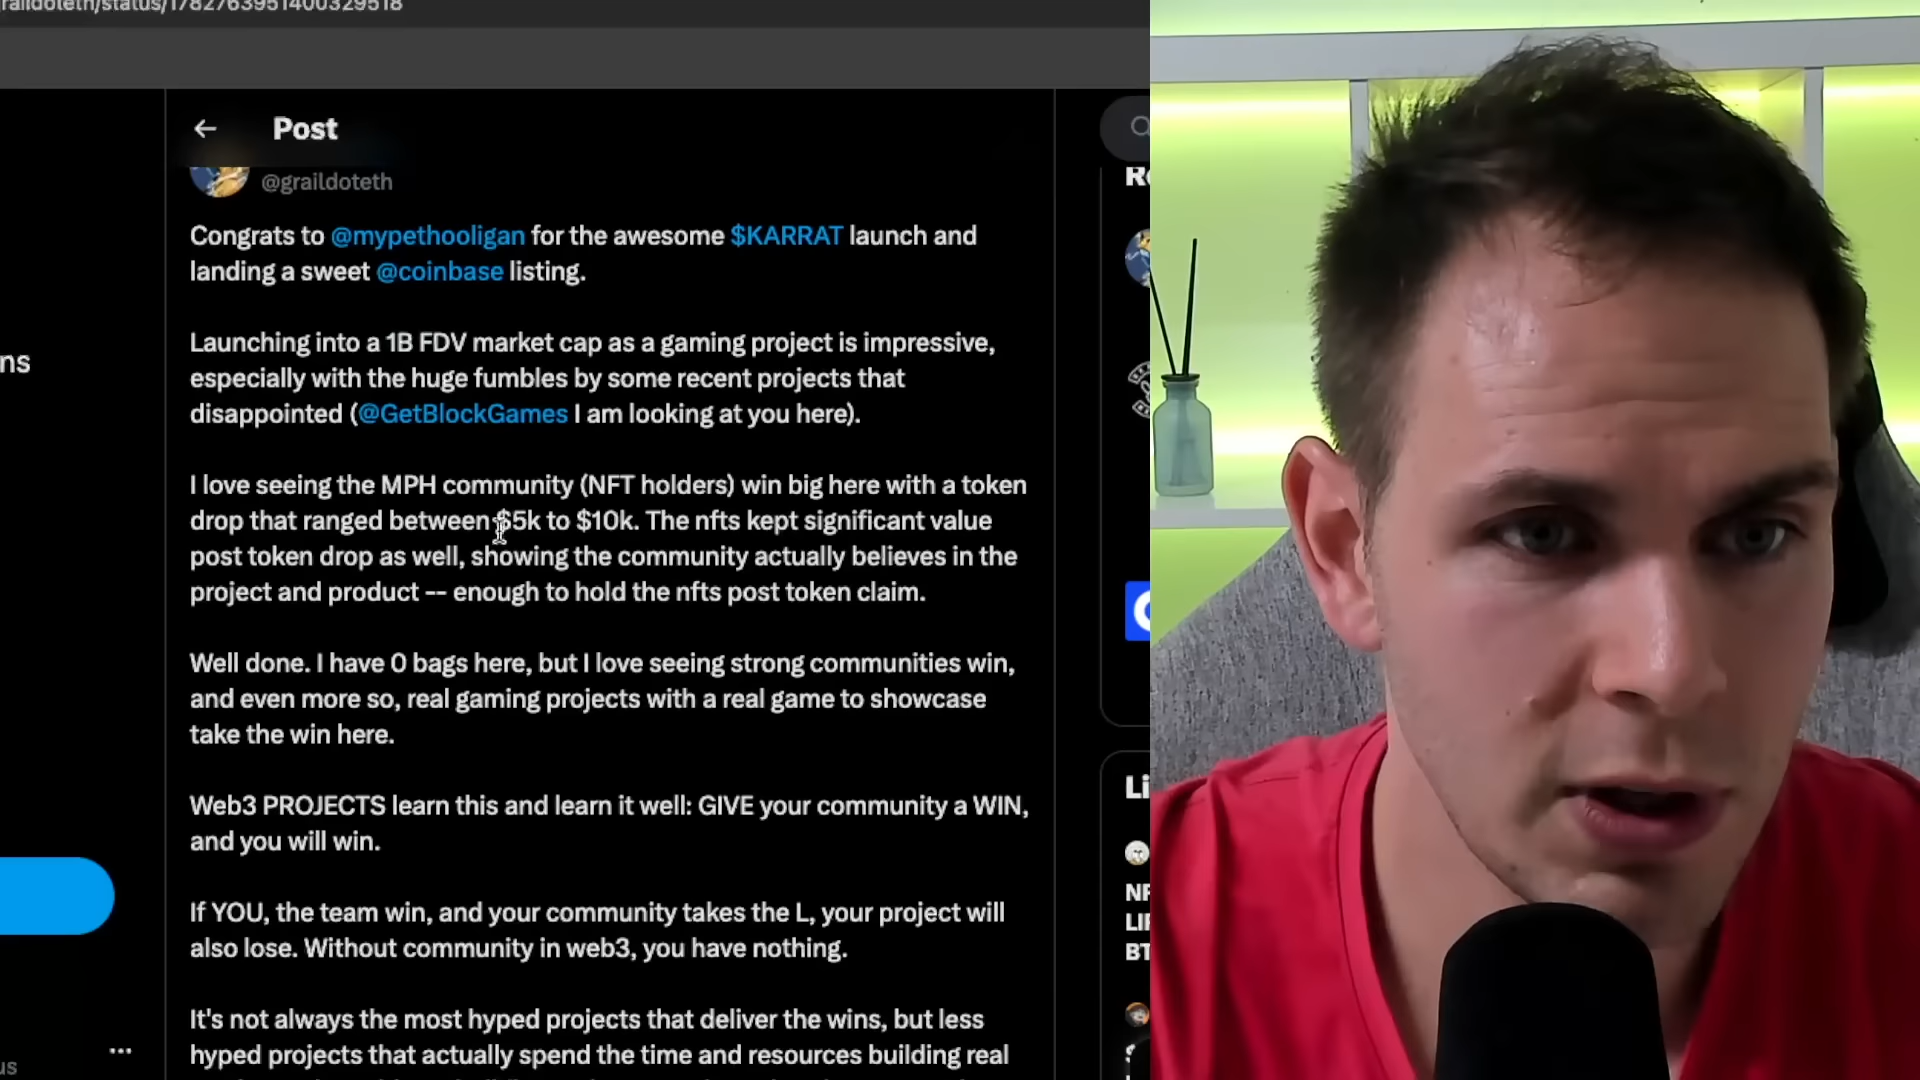 raildoteth/status/1782763951400329518
Post
@graildoteth
Congrats to @mypethooligan for the awesome $KARRAT launch and
landing a sweet @coinbase listing.
Launching into a 1B FDV market cap as a gaming project is impressive,
especially with the huge fumbles by some recent projects that
disappointed (@GetBlockGames I am looking at you here).
I love seeing the MPH community (NFT holders) win big here with a token
drop that ranged between $5k to $10k. The nfts kept significant value
post token drop as well, showing the community actually believes in the
project and product -- enough to hold the nfts post token claim.
Well done. I have 0 bags here, but I love seeing strong communities win,
and even more so, real gaming projects with a real game to showcase
take the win here.
Web3 PROJECTS learn this and learn it well: GIVE your community a WIN,
and you will win.
If YOU, the team win, and your community takes the L, your project will
also lose. Without community in web3, you have nothing.
It's not always the most hyped projects that deliver the wins, but less
hyped projects that actually spend the time and resources building real
ns
us
Re
Li
NF
LIF
BT